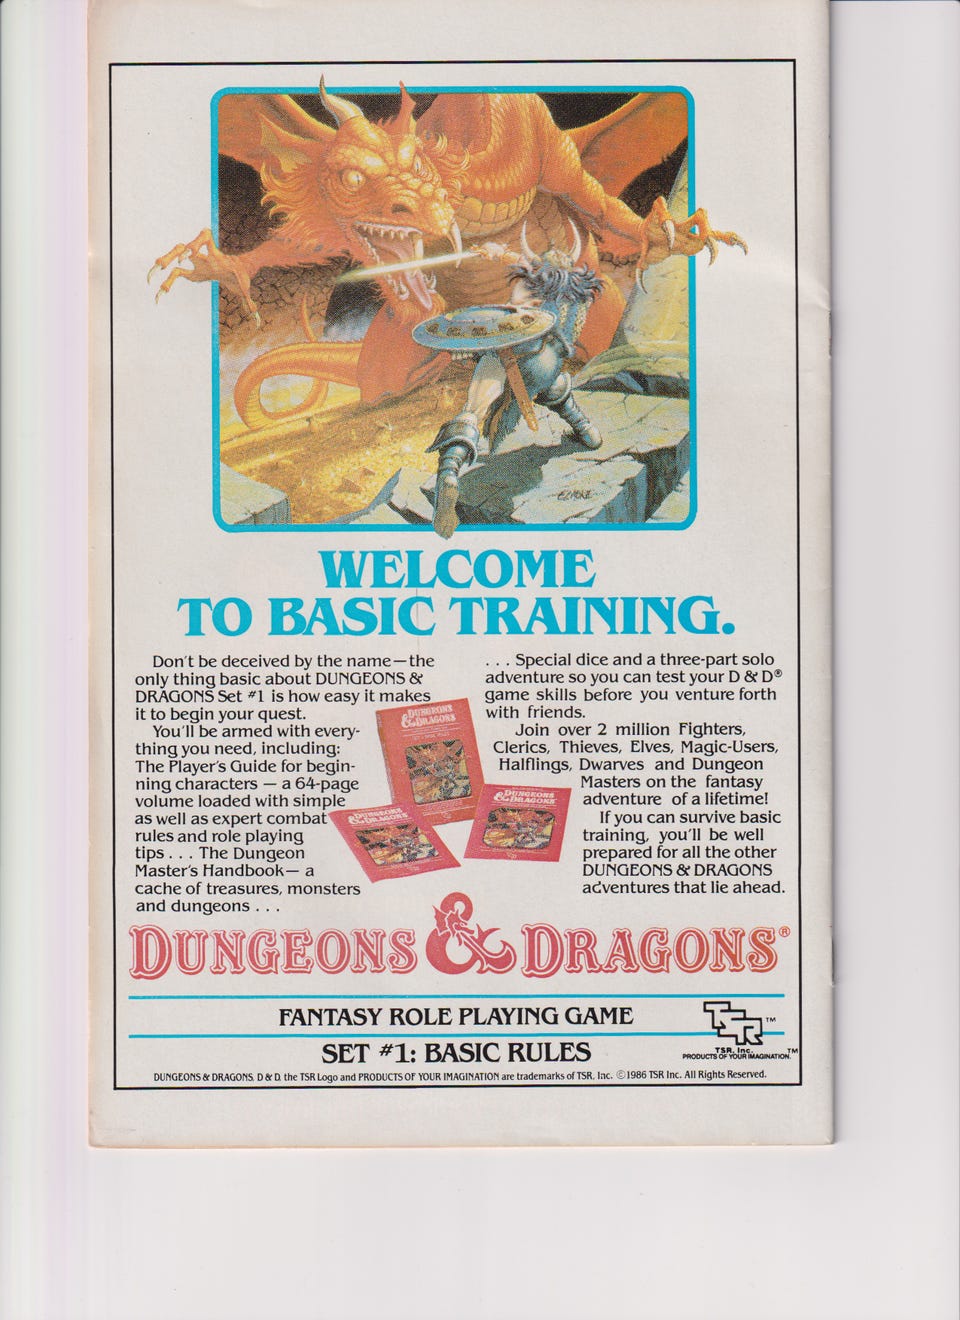 ELMORE
WELCOME
TO BASIC TRAINING.
Don't be deceived by the name—the
only thing basic about DUNGEONS &
DRAGONS Set #1 is how easy it makes
it to begin your quest.
You'll be armed with every-
thing you need, including:
The Player's Guide for begin-
ning characters — a 64-page
volume loaded with simple
as well as expert combat
rules and role playing
tips . . . The Dungeon
Master's Handbook— a
cache of treasures, monsters
and dungeons . . .
. . . Special dice and a three-part solo
adventure so you can test your D & D®
game skills before you venture forth
with friends.
Join over 2 million Fighters,
Clerics, Thieves, Elves, Magic-Users,
Halflings, Dwarves and Dungeon
Masters on the fantasy
adventure of a lifetime!
If you can survive basic
training, you'll be well
prepared for all the other
DUNGEONS & DRAGONS
adventures that lie ahead.
DUNGEONS
& DRAGONS
DUNGEONS
& DRAGONS
DUNGEONS
& DRAGONS
DUNGEONS & DRAGONS®
FANTASY ROLE PLAYING GAME
SET #1: BASIC RULES
TSR™
TSR, Inc.
PRODUCTS OF YOUR IMAGINATION.™
DUNGEONS & DRAGONS, D & D, the TSR Logo and PRODUCTS OF YOUR IMAGINATION are trademarks of TSR, Inc. ©1986 TSR Inc. All Rights Reserved.